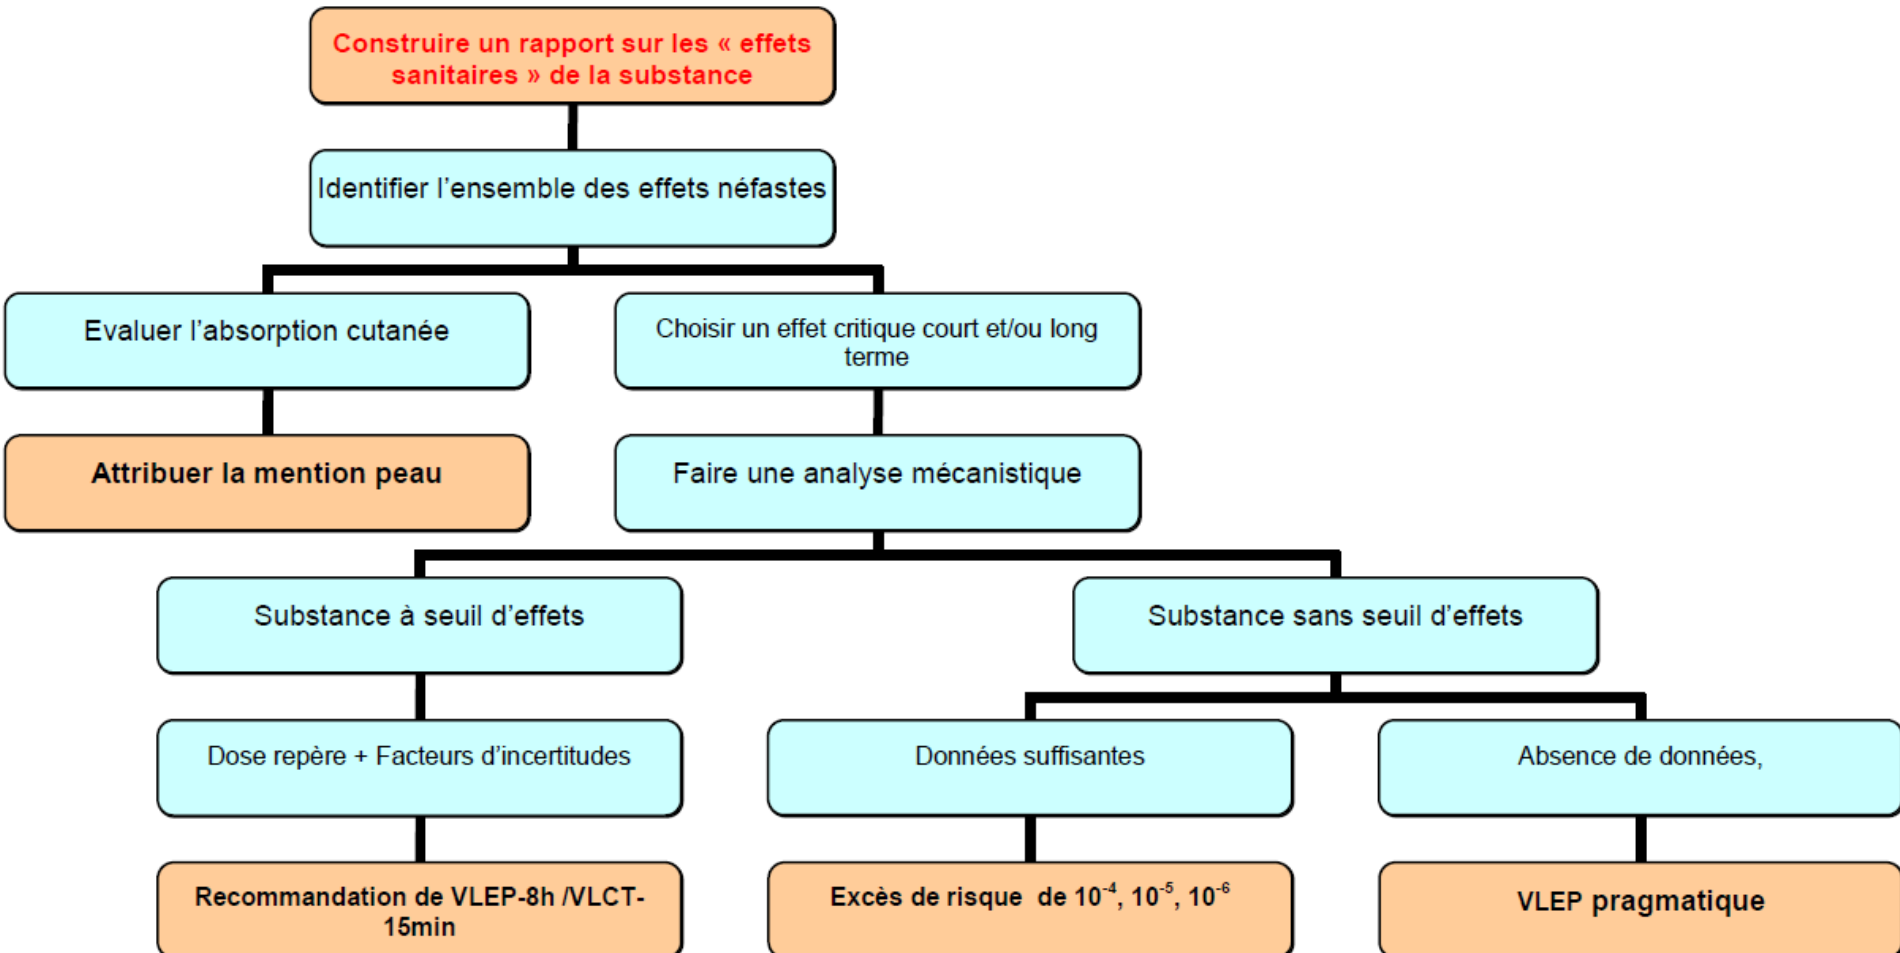 Construire un rapport sur les « effets
sanitaires » de la substance
Identifier l’ensemble des effets néfastes
Evaluer l’absorption cutanée
Choisir un effet critique court et/ou long
terme
Attribuer la mention peau
Faire une analyse mécanistique
Substance à seuil d’effets
Substance sans seuil d’effets
Dose repère + Facteurs d’incertitudes
Données suffisantes
Absence de données,
Recommandation de VLEP-8h /VLCT-
15min
Excès de risque de 10⁻⁴, 10⁻⁵, 10⁻⁶
VLEP pragmatique